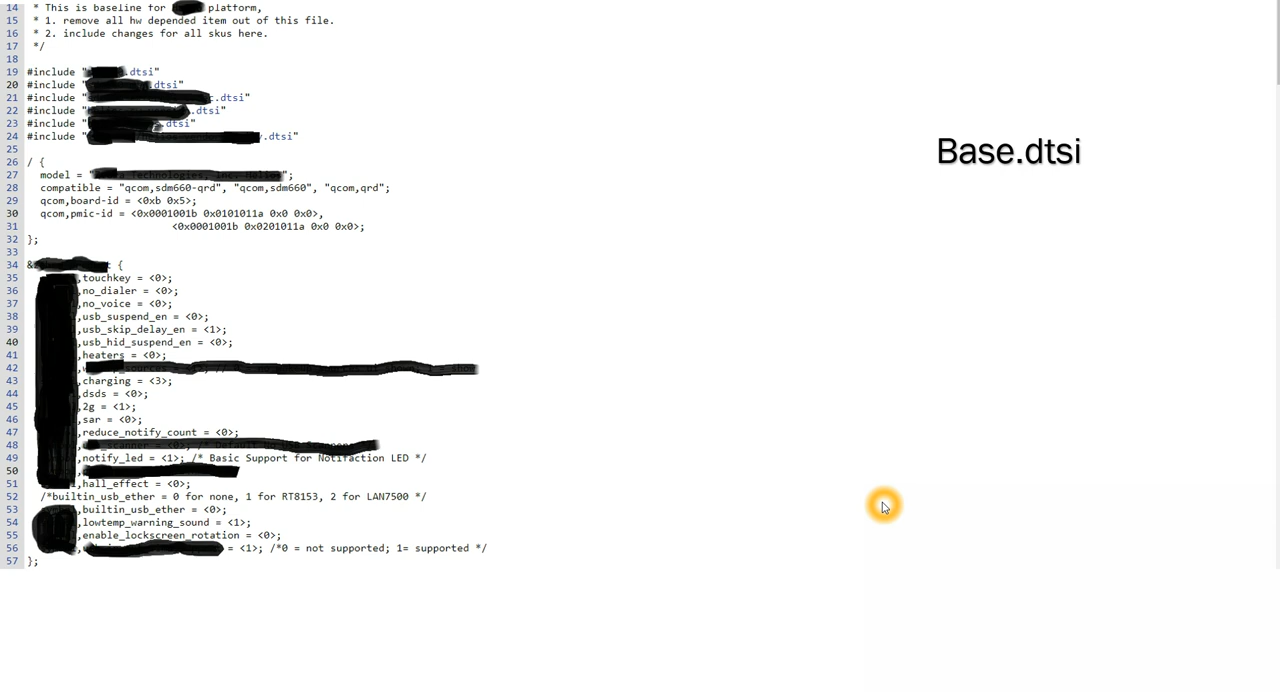 14 * This is baseline for platform,
15 * 1. remove all hw depended item out of this file.
16 * 2. include changes for all skus here.
17 */
18
19 #include ".dtsi"
20 #include ".dtsi"
21 #include "c.dtsi"
22 #include ".dtsi"
23 #include "s.dtsi"
24 #include "y.dtsi"
25
26 / {
27 model = " Technologies, ";
28 compatible = "qcom,sdm660-qrd", "qcom,sdm660", "qcom,qrd";
29 qcom,board-id = <0xb 0x5>;
30 qcom,pmic-id = <0x0001001b 0x0101011a 0x0 0x0>,
31 <0x0001001b 0x0201011a 0x0 0x0>;
32 };
33
34 & {
35 ,touchkey = <0>;
36 ,no_dialer = <0>;
37 ,no_voice = <0>;
38 ,usb_suspend_en = <0>;
39 ,usb_skip_delay_en = <1>;
40 ,usb_hid_suspend_en = <0>;
41 ,heaters = <0>;
42 ,
43 ,charging = <3>;
44 ,dsds = <0>;
45 ,2g = <1>;
46 ,sar = <0>;
47 ,reduce_notify_count = <0>;
48 ,
49 ,notify_led = <1>; /* Basic Support for Notifaction LED */
50 ,
51 ,hall_effect = <0>;
52 /*builtin_usb_ether = 0 for none, 1 for RT8153, 2 for LAN7500 */
53 ,builtin_usb_ether = <0>;
54 ,lowtemp_warning_sound = <1>;
55 ,enable_lockscreen_rotation = <0>;
56 , = <1>; /*0 = not supported; 1= supported */
57 };
Base.dtsi